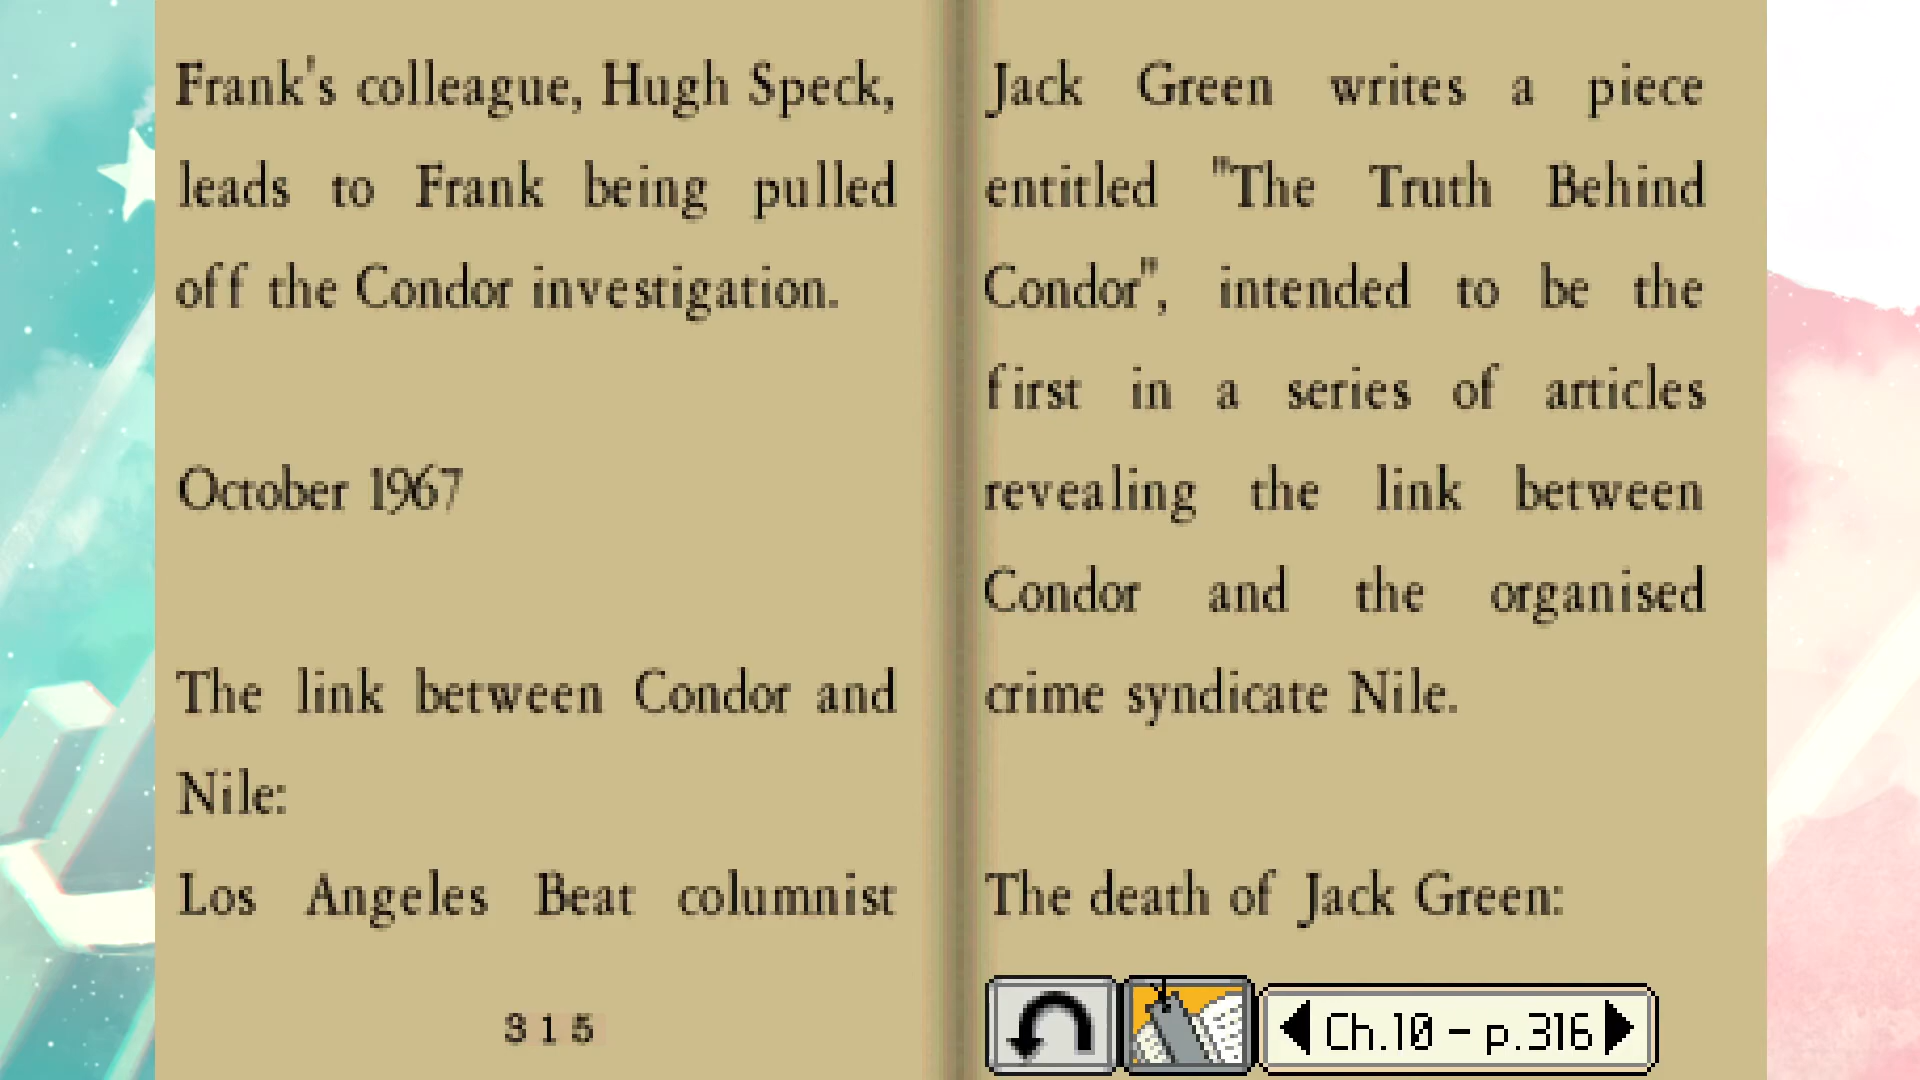 Frank's colleague, Hugh Speck,
leads to Frank being pulled
off the Condor investigation.
October 1967
The link between Condor and
Nile:
Los Angeles Beat columnist
315
Jack Green writes a piece
entitled "The Truth Behind
Condor", intended to be the
first in a series of articles
revealing the link between
Condor and the organised
crime syndicate Nile.
The death of Jack Green:
Ch.10 - p.316